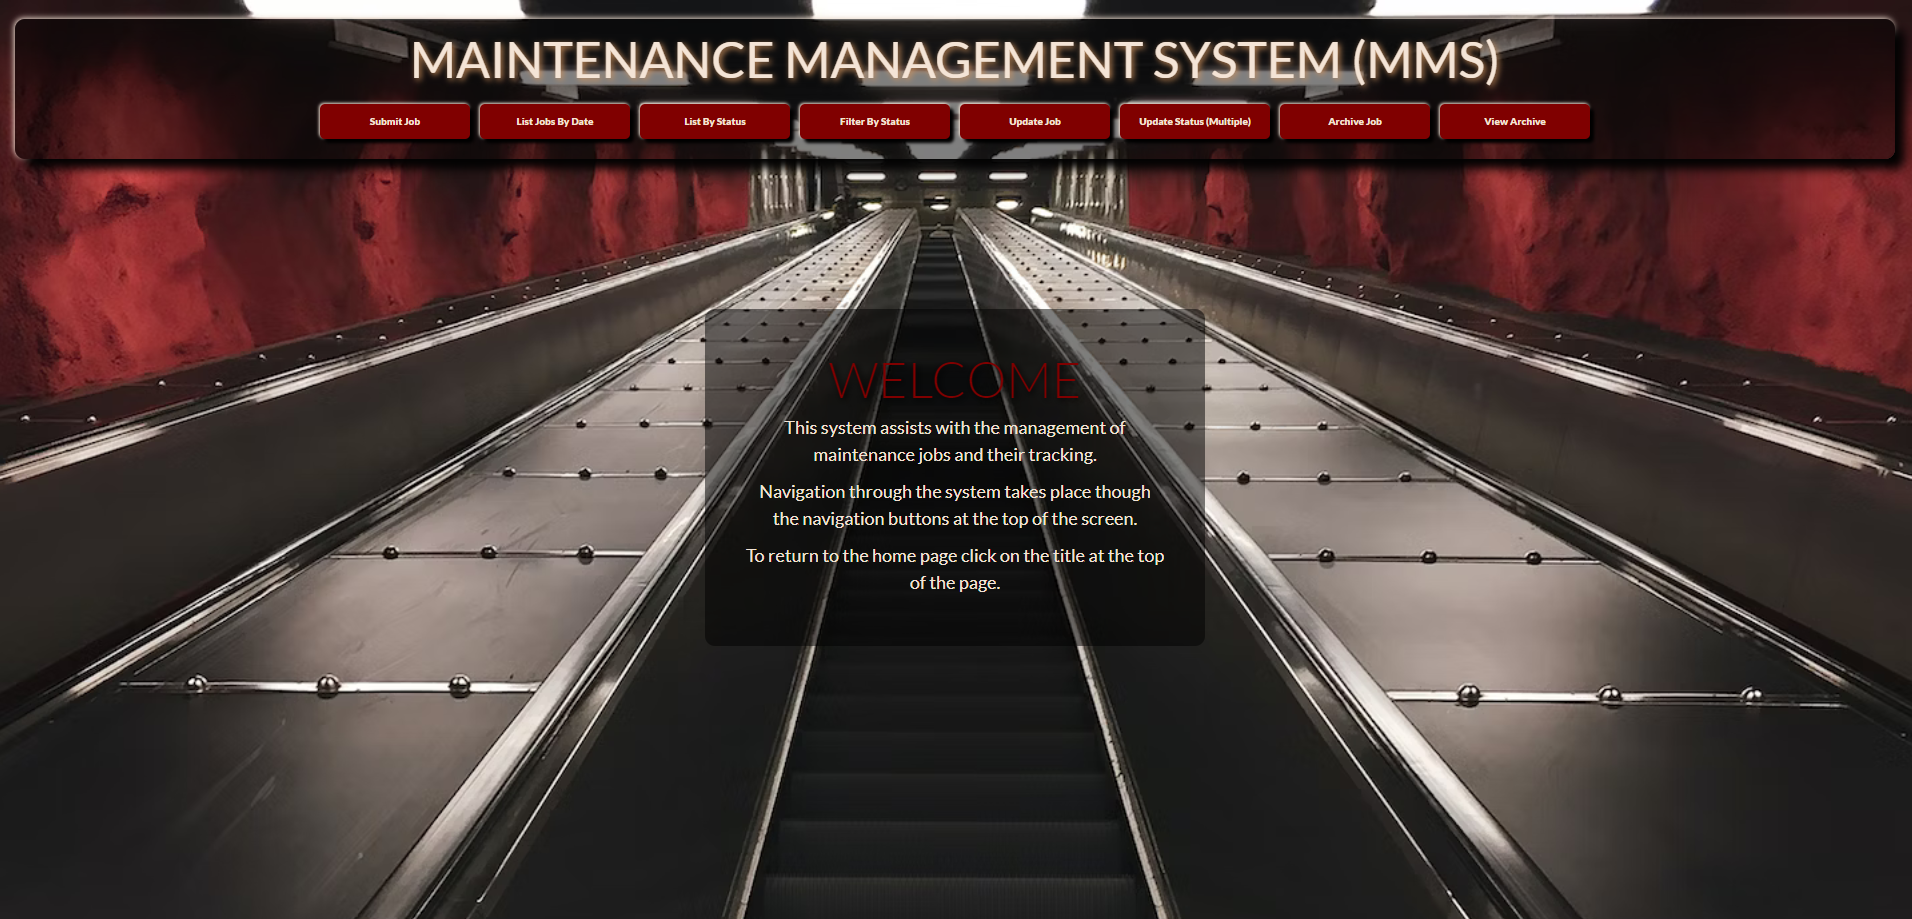 MAINTENANCE MANAGEMENT SYSTEM (MMS)
Submit Job
List Jobs By Date
List By Status
Filter By Status
Update Job
Update Status (Multiple)
Archive Job
View Archive
WELCOME
This system assists with the management of
maintenance jobs and their tracking.
Navigation through the system takes place though
the navigation buttons at the top of the screen.
To return to the home page click on the title at the top
of the page.